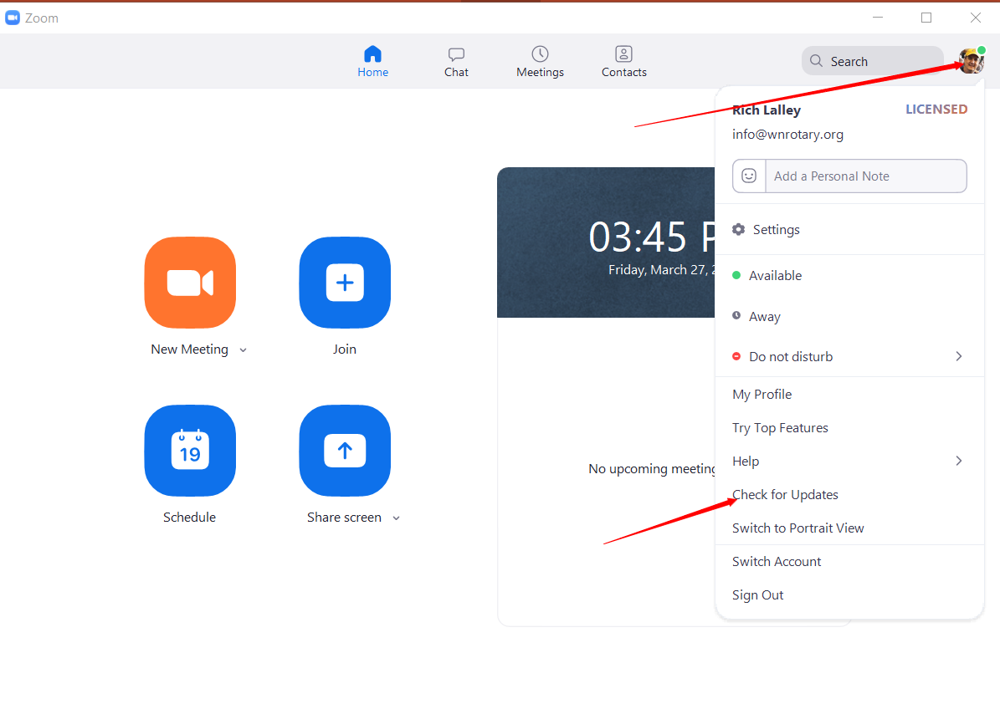 Zoom
Home
Chat
Meetings
Contacts
Search
Rich Lalley
LICENSED
info@wnrotary.org
Add a Personal Note
Settings
Available
Away
Do not disturb
My Profile
Try Top Features
Help
Check for Updates
Switch to Portrait View
Switch Account
Sign Out
03:45 P
Friday, March 27, 2
No upcoming meeting
New Meeting
Join
19
Schedule
Share screen